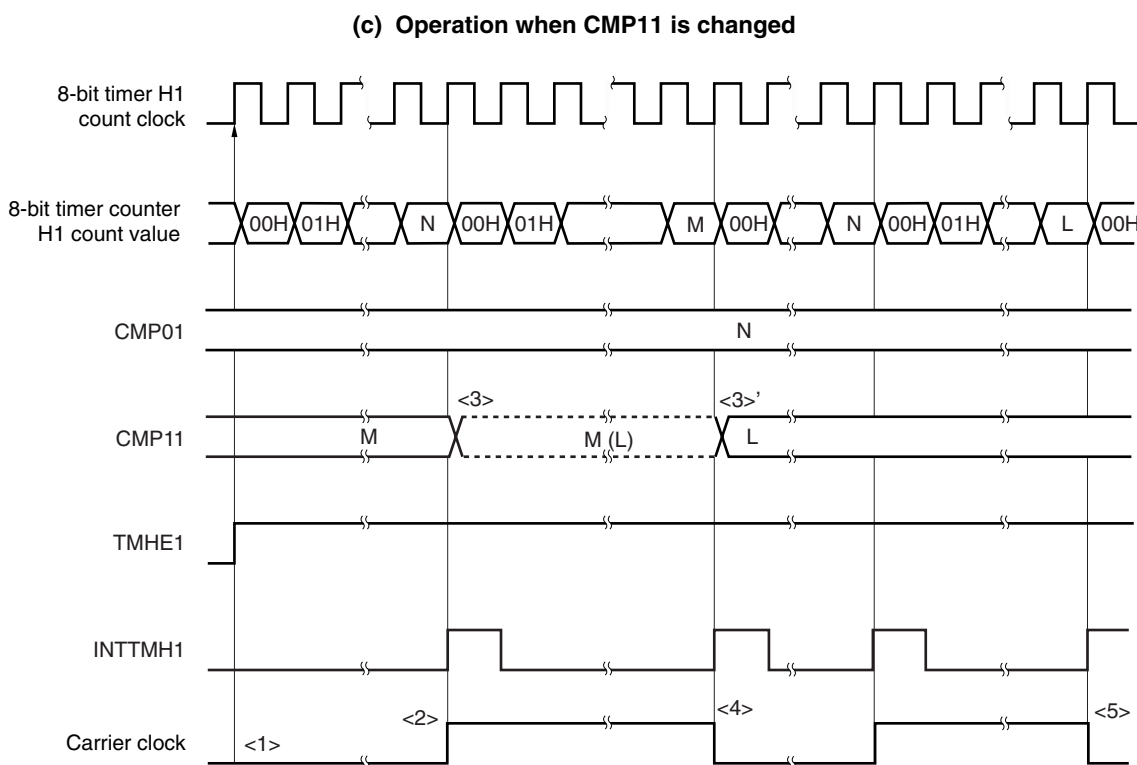 (c) Operation when CMP11 is changed
8-bit timer H1
count clock
8-bit timer counter
H1 count value
00H 01H N 00H 01H M 00H N 00H 01H L 00H
CMP01
N
<3> <3>’
CMP11
M M (L) L
TMHE1
INTTMH1
<2> <4> <5>
Carrier clock
<1>